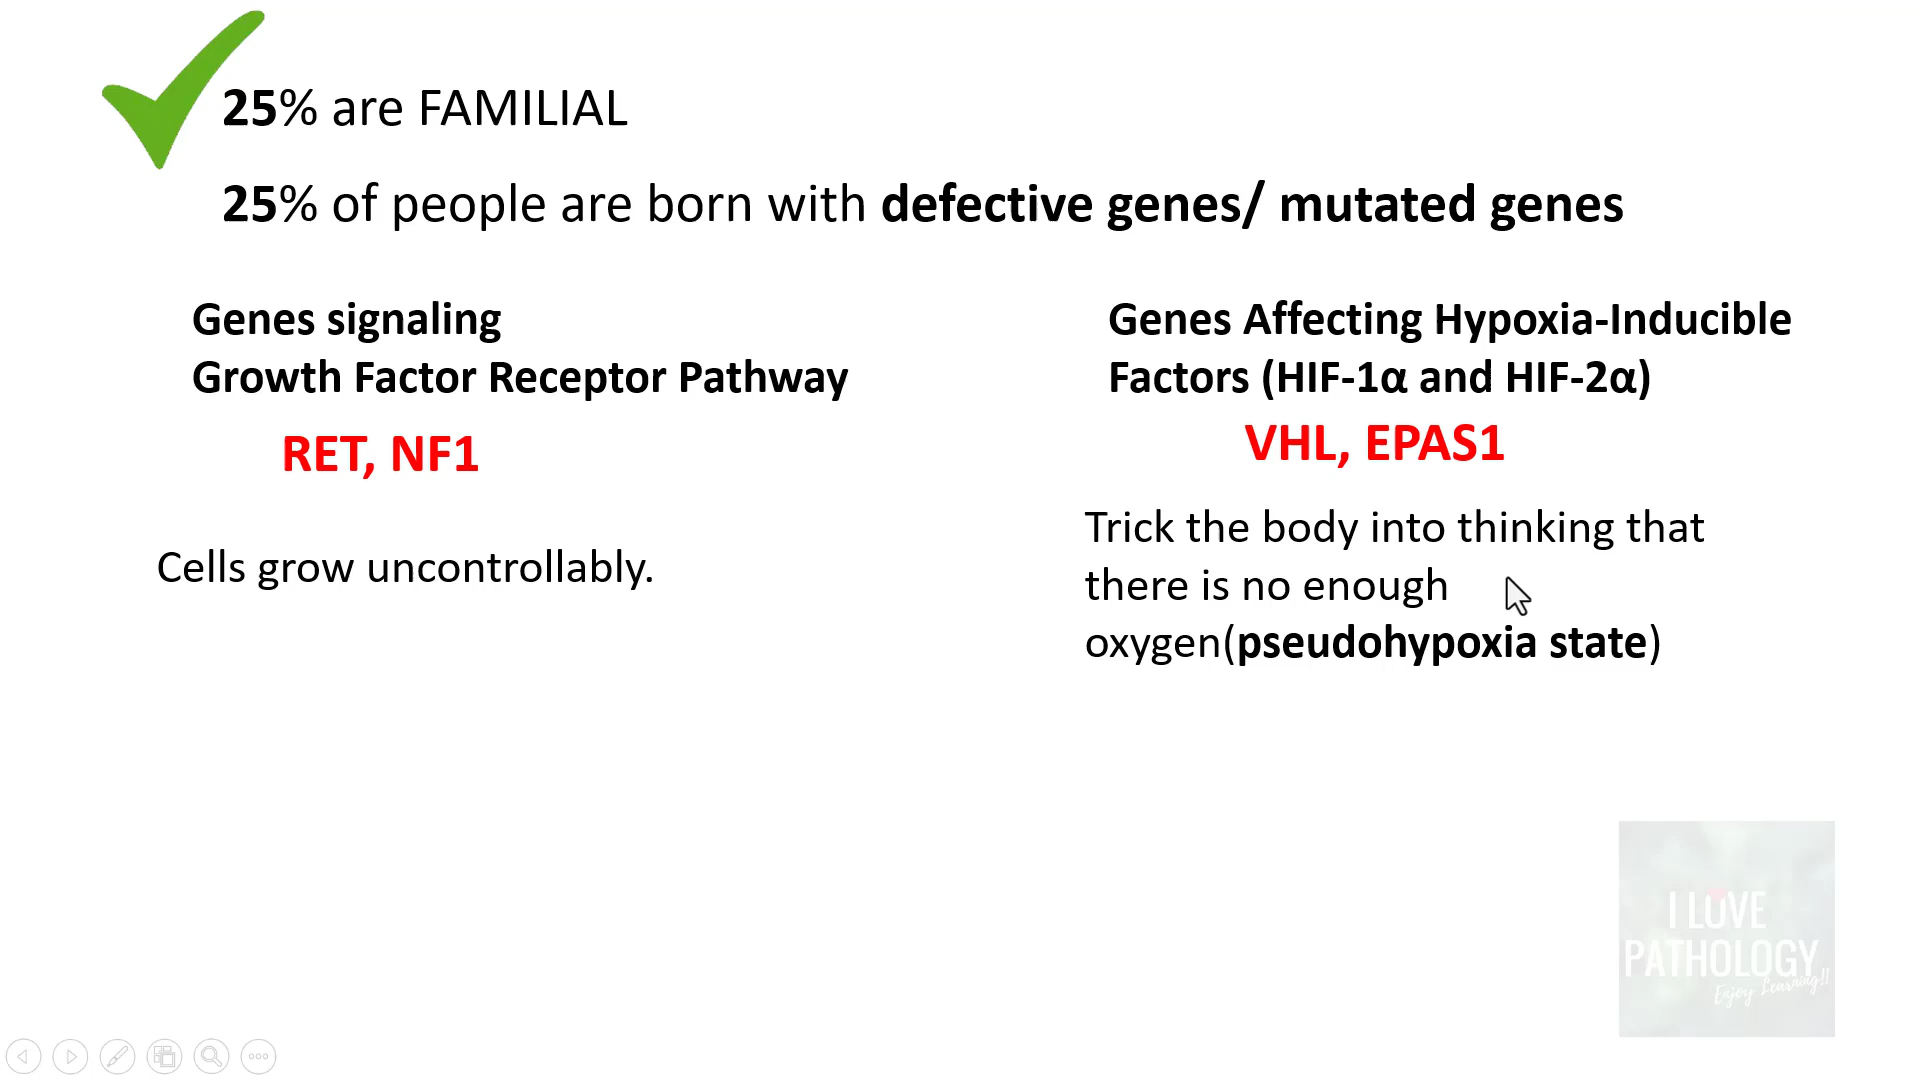 25% are FAMILIAL
25% of people are born with defective genes/ mutated genes
Genes signaling
Growth Factor Receptor Pathway
RET, NF1
Cells grow uncontrollably.
Genes Affecting Hypoxia-Inducible
Factors (HIF-1α and HIF-2α)
VHL, EPAS1
Trick the body into thinking that
there is no enough
oxygen(pseudohypoxia state)
I LOVE
PATHOLOGY
Enjoy Learning!!